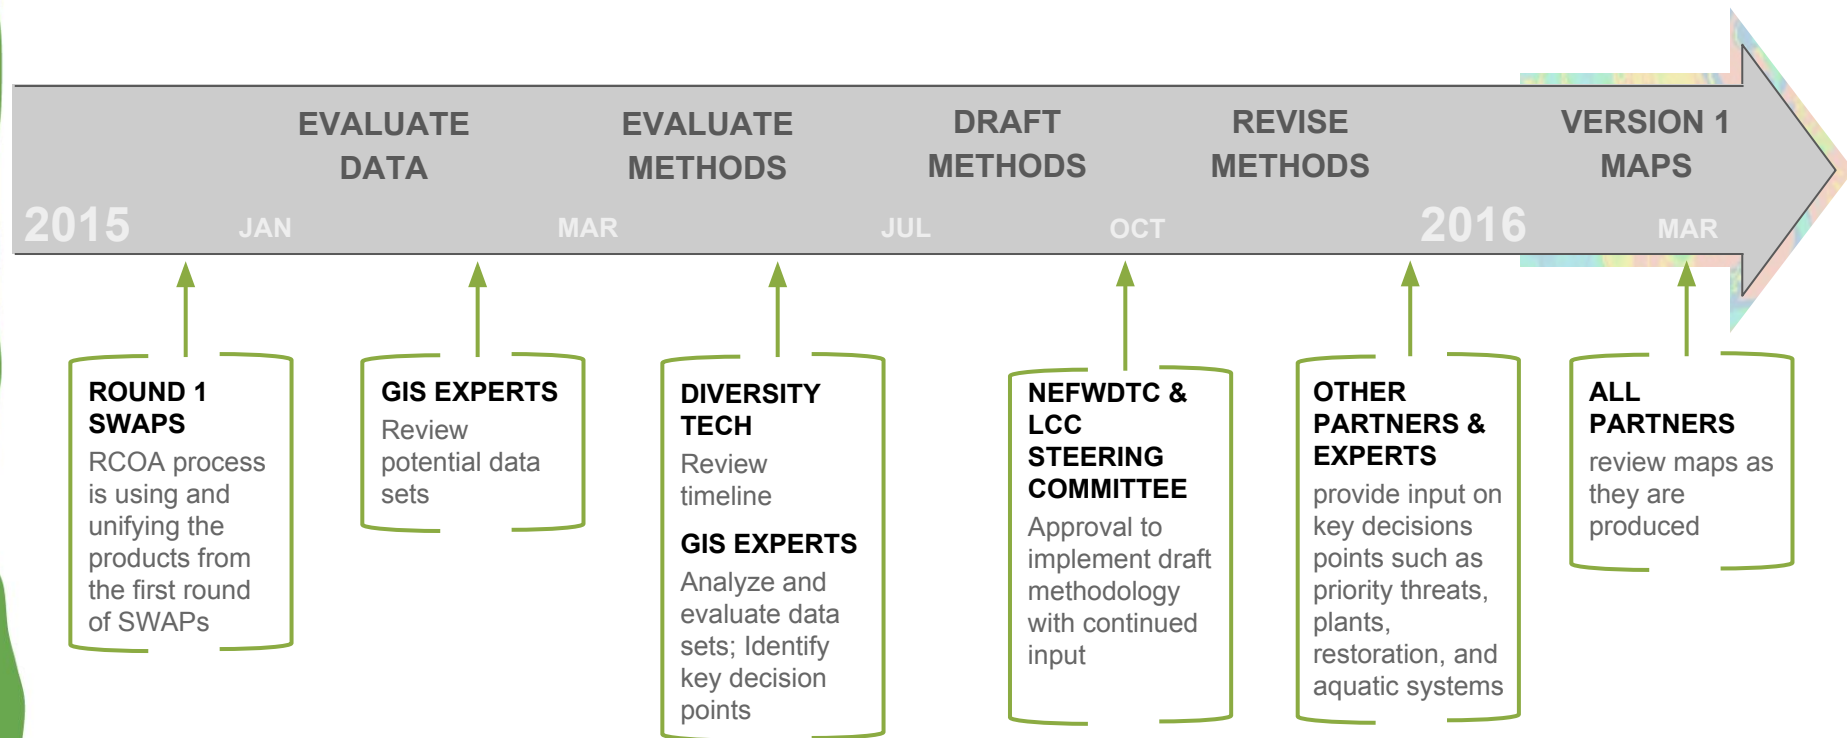 EVALUATE
DATA
EVALUATE
METHODS
DRAFT
METHODS
REVISE
METHODS
VERSION 1
MAPS
2015
JAN
MAR
JUL
OCT
2016
MAR
ROUND 1
SWAPS
RCOA process
is using and
unifying the
products from
the first round
of SWAPs
GIS EXPERTS
Review
potential data
sets
DIVERSITY
TECH
Review
timeline
GIS EXPERTS
Analyze and
evaluate data
sets; Identify
key decision
points
NEFWDTC &
LCC
STEERING
COMMITTEE
Approval to
implement draft
methodology
with continued
input
OTHER
PARTNERS &
EXPERTS
provide input on
key decisions
points such as
priority threats,
plants,
restoration, and
aquatic systems
ALL
PARTNERS
review maps as
they are
produced